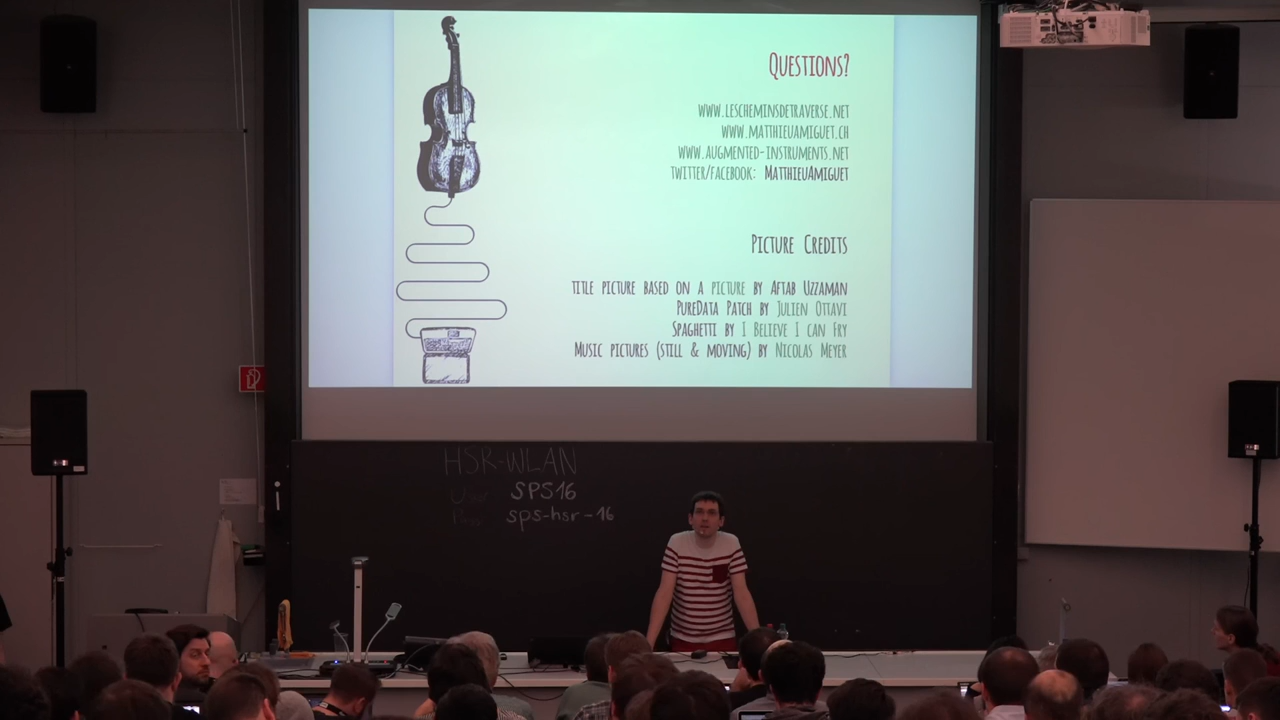 Questions?
www.lescheminsdetraverse.net
www.matthieuamiguet.ch
www.augmented-instruments.net
twitter/facebook: MatthieuAmiguet
Picture Credits
title picture based on a picture by Aftab Uzzaman
PureData Patch by Julien Ottavi
Spaghetti by I Believe I can Fry
Music pictures (still & moving) by Nicolas Meyer
HSR-WLAN
SPS16
sps-hsr-16